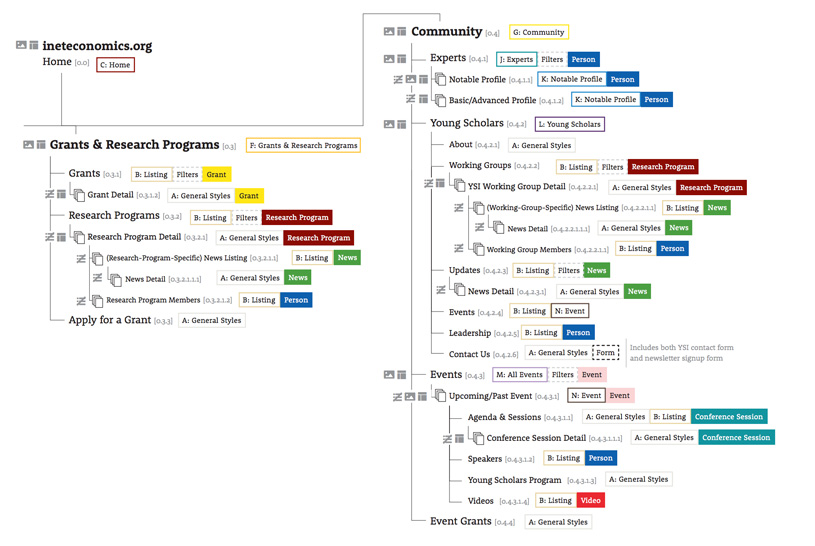 ineteconomics.org
Home [0.0] C: Home
Grants & Research Programs [0.3] F: Grants & Research Programs
Grants [0.3.1] B: Listing Filters Grant
Grant Detail [0.3.1.2] A: General Styles Grant
Research Programs [0.3.2] B: Listing Filters Research Program
Research Program Detail [0.3.2.1] A: General Styles Research Program
(Research-Program-Specific) News Listing [0.3.2.1.1] B: Listing News
News Detail [0.3.2.1.1.1] A: General Styles News
Research Program Members [0.3.2.1.2] B: Listing Person
Apply for a Grant [0.3.3] A: General Styles
Community [0.4] G: Community
Experts [0.4.1] J: Experts Filters Person
Notable Profile [0.4.1.1] K: Notable Profile Person
Basic/Advanced Profile [0.4.1.2] K: Notable Profile Person
Young Scholars [0.4.2] L: Young Scholars
About [0.4.2.1] A: General Styles
Working Groups [0.4.2.2] B: Listing Filters Research Program
YSI Working Group Detail [0.4.2.2.1] A: General Styles Research Program
(Working-Group-Specific) News Listing [0.4.2.2.1.1] B: Listing News
News Detail [0.4.2.2.1.1.1] A: General Styles News
Working Group Members [0.4.2.2.1.1] B: Listing Person
Updates [0.4.2.3] B: Listing Filters News
News Detail [0.4.2.3.1] A: General Styles News
Events [0.4.2.4] B: Listing N: Event
Leadership [0.4.2.5] B: Listing Person
Contact Us [0.4.2.6] A: General Styles Form
Includes both YSI contact form
and newsletter signup form
Events [0.4.3] M: All Events Filters Event
Upcoming/Past Event [0.4.3.1] N: Event Event
Agenda & Sessions [0.4.3.1.1] A: General Styles B: Listing Conference Session
Conference Session Detail [0.4.3.1.1.1] A: General Styles Conference Session
Speakers [0.4.3.1.2] B: Listing Person
Young Scholars Program [0.4.3.1.3] A: General Styles
Videos [0.4.3.1.4] B: Listing Video
Event Grants [0.4.4] A: General Styles